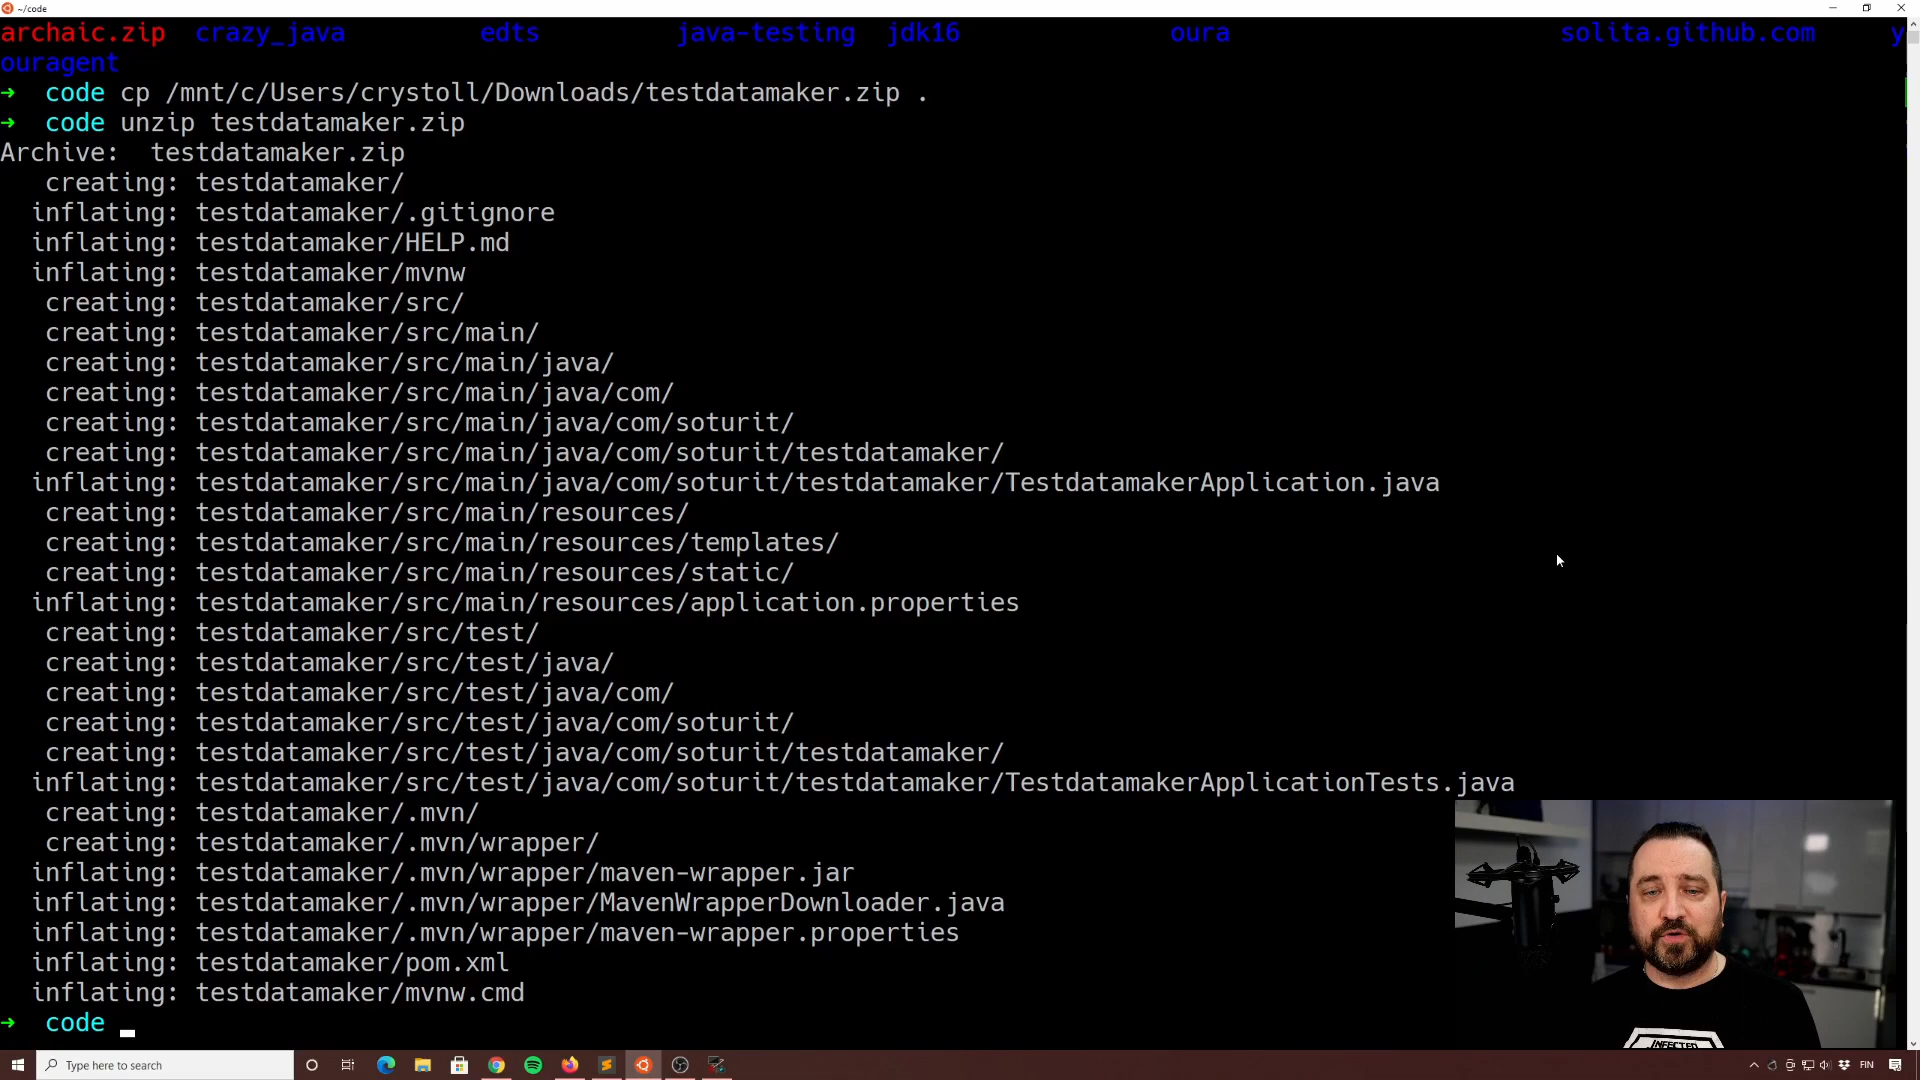 ~/code
archaic.zip crazy_java edts java-testing jdk16 oura solita.github.com y
ouragent
➜ code cp /mnt/c/Users/crystoll/Downloads/testdatamaker.zip .
➜ code unzip testdatamaker.zip
Archive: testdatamaker.zip
creating: testdatamaker/
inflating: testdatamaker/.gitignore
inflating: testdatamaker/HELP.md
inflating: testdatamaker/mvnw
creating: testdatamaker/src/
creating: testdatamaker/src/main/
creating: testdatamaker/src/main/java/
creating: testdatamaker/src/main/java/com/
creating: testdatamaker/src/main/java/com/soturit/
creating: testdatamaker/src/main/java/com/soturit/testdatamaker/
inflating: testdatamaker/src/main/java/com/soturit/testdatamaker/TestdatamakerApplication.java
creating: testdatamaker/src/main/resources/
creating: testdatamaker/src/main/resources/templates/
creating: testdatamaker/src/main/resources/static/
inflating: testdatamaker/src/main/resources/application.properties
creating: testdatamaker/src/test/
creating: testdatamaker/src/test/java/
creating: testdatamaker/src/test/java/com/
creating: testdatamaker/src/test/java/com/soturit/
creating: testdatamaker/src/test/java/com/soturit/testdatamaker/
inflating: testdatamaker/src/test/java/com/soturit/testdatamaker/TestdatamakerApplicationTests.java
creating: testdatamaker/.mvn/
creating: testdatamaker/.mvn/wrapper/
inflating: testdatamaker/.mvn/wrapper/maven-wrapper.jar
inflating: testdatamaker/.mvn/wrapper/MavenWrapperDownloader.java
inflating: testdatamaker/.mvn/wrapper/maven-wrapper.properties
inflating: testdatamaker/pom.xml
inflating: testdatamaker/mvnw.cmd
➜ code
INFECTED
Type here to search
FIN